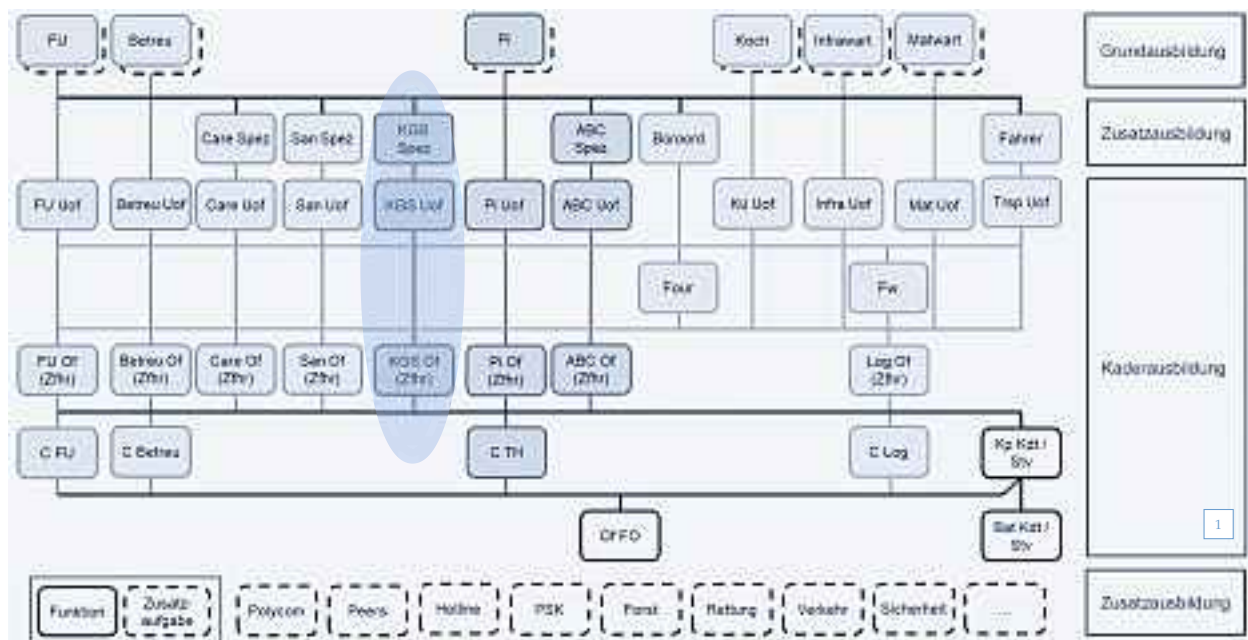 FU
Betreu
Pi
Koch
Infrawart
Matwart
Grundausbildung
Care Spez
San Spez
KGS
Spez
ABC
Spez
Büroord
Fahrer
Zusatzausbildung
FU Uof
Betreu Uof
Care Uof
San Uof
KGS Uof
Pi Uof
ABC Uof
Kü Uof
Infra Uof
Mat Uof
Trsp Uof
Four
Fw
FU Of
(Zfhr)
Betreu Of
(Zfhr)
Care Of
(Zfhr)
San Of
(Zfhr)
KGS Of
(Zfhr)
Pi Of
(Zfhr)
ABC Of
(Zfhr)
Log Of
(Zfhr)
Kaderausbildung
C FU
C Betreu
C TH
C Log
Kp Kdt /
Stv
Of FO
Bat Kdt /
Stv
1
Funktion
Zusatz-
aufgabe
Polycom
Peers
Hotline
PSK
Forst
Rettung
Verkehr
Sicherheit
.....
Zusatzausbildung